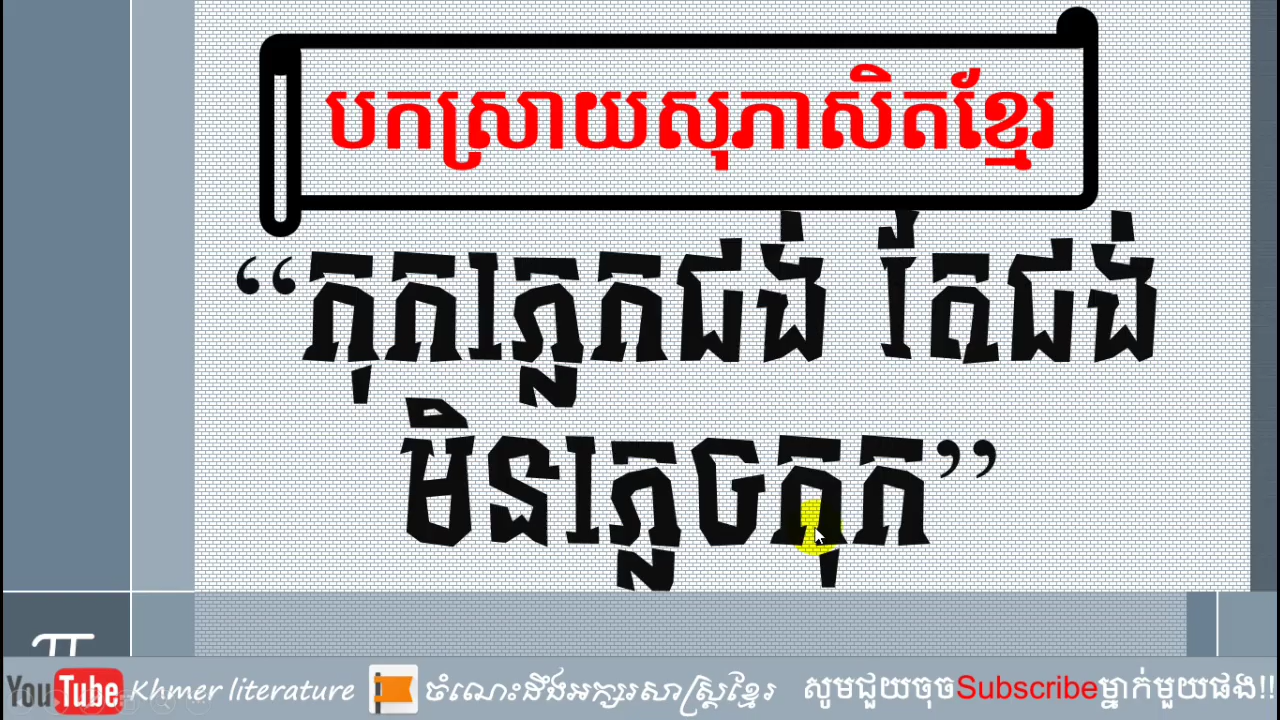 បកស្រាយសុភាសិតខ្មែរ
“កុកភ្លេកជង់ តែជង់
មិនភ្លេចកុក”
YouTube Khmer literature ចំណេះដឹងអក្សរសាស្ត្រខ្មែរ សូមជួយចុចSubscribeម្នាក់មួយផង!!